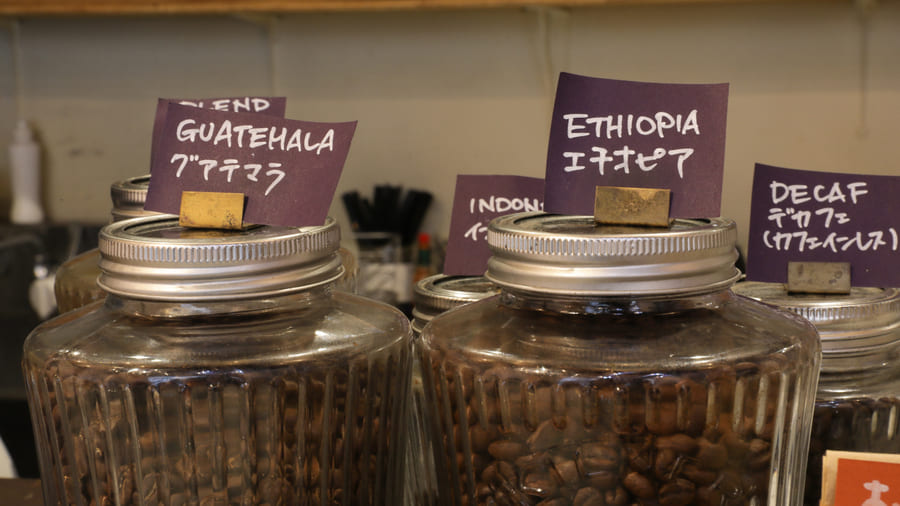 BLEND
GUATEMALA
グアテマラ
ETHIOPIA
エチオピア
DECAF
デカフェ
(カフェインレス)